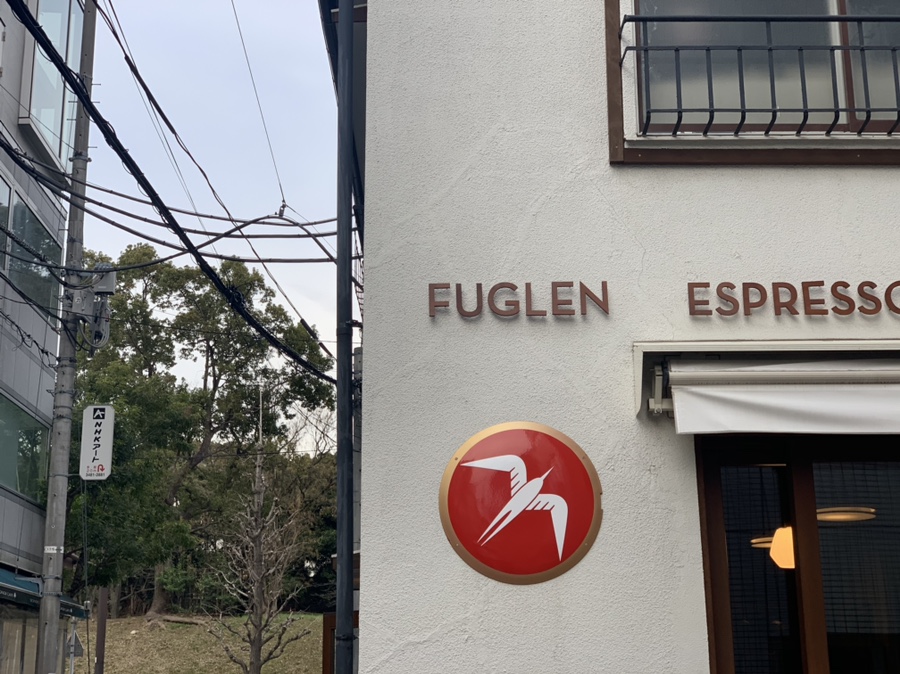 FUGLEN ESPRESSO
NHKアート